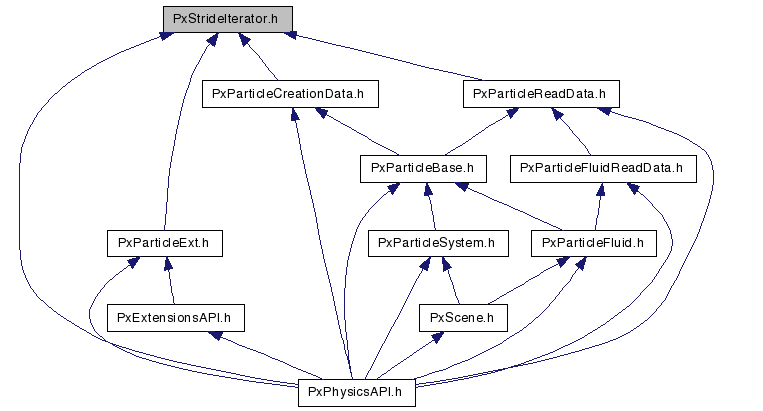 PxStrideIterator.h
PxParticleCreationData.h
PxParticleReadData.h
PxParticleBase.h
PxParticleFluidReadData.h
PxParticleExt.h
PxParticleSystem.h
PxParticleFluid.h
PxExtensionsAPI.h
PxScene.h
PxPhysicsAPI.h